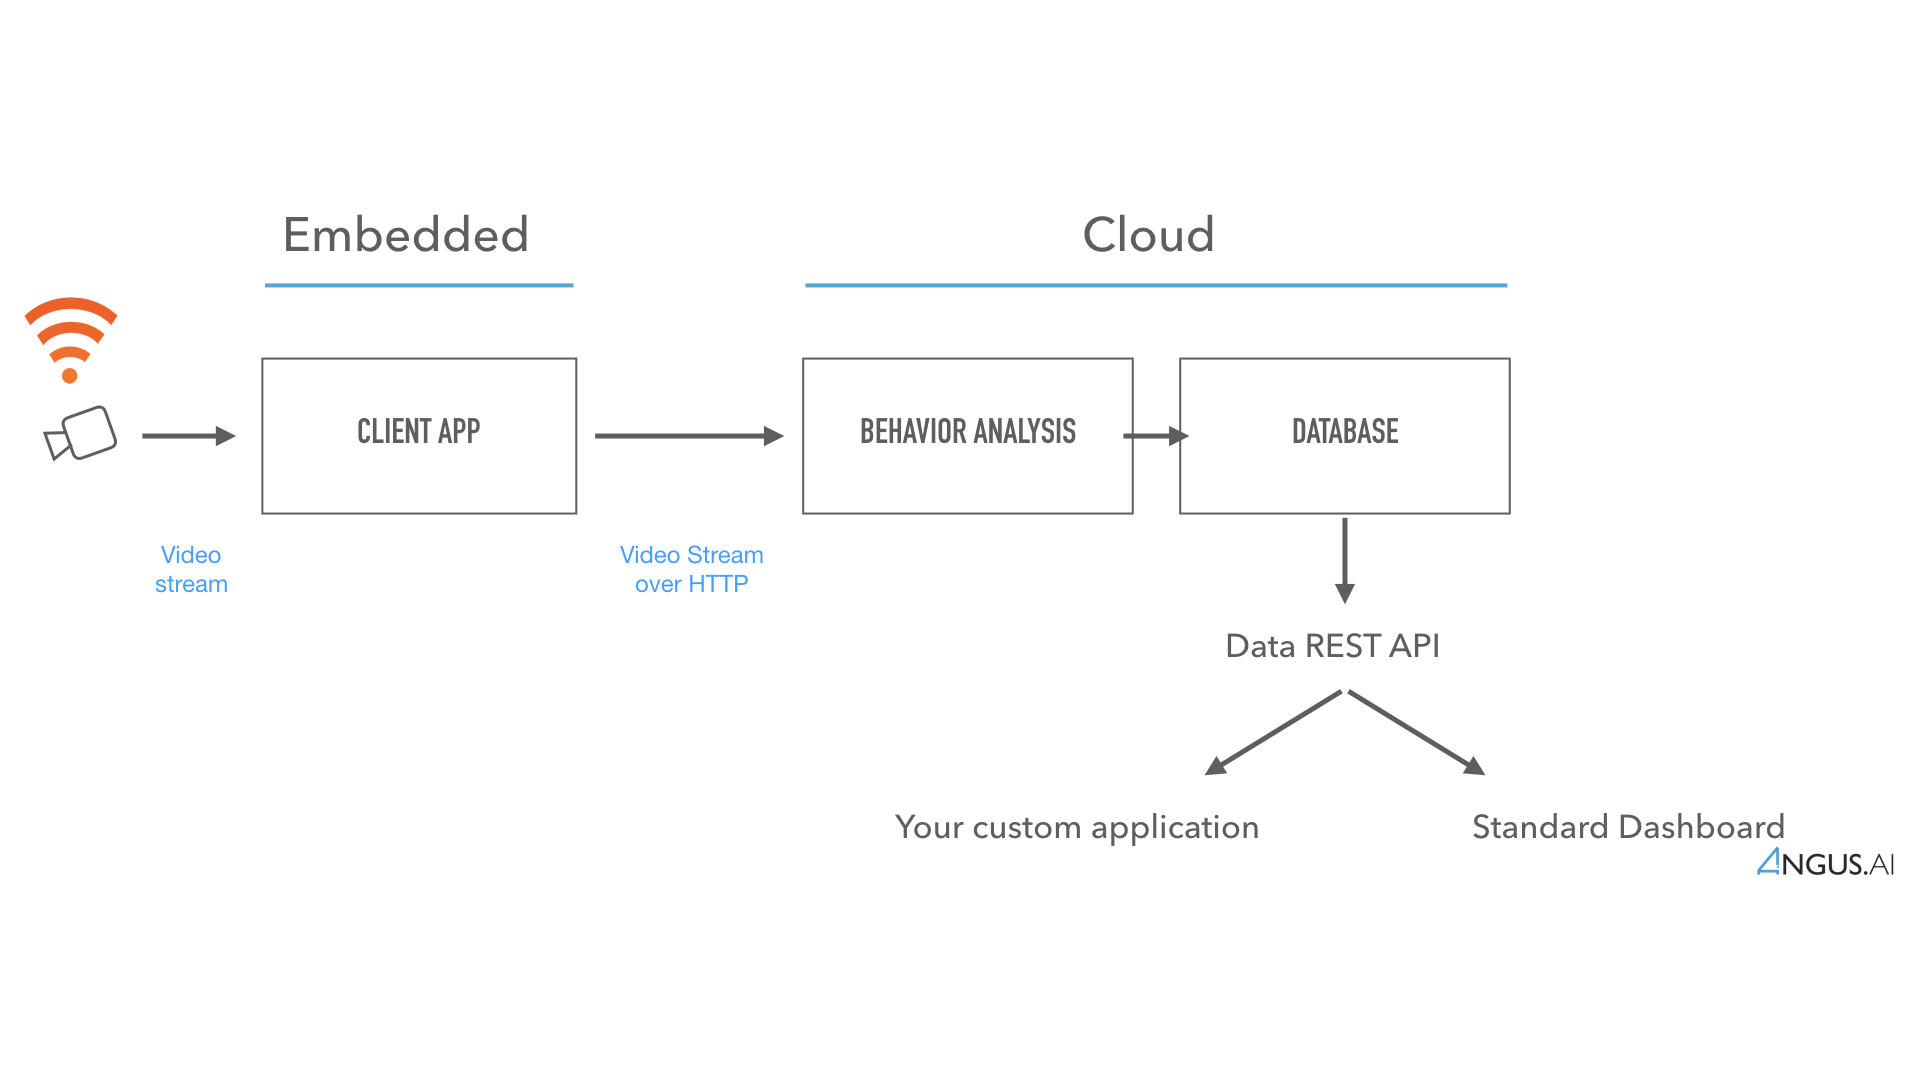 Embedded
Cloud
CLIENT APP
BEHAVIOR ANALYSIS
DATABASE
Video
stream
Video Stream
over HTTP
Data REST API
Your custom application
Standard Dashboard
ANGUS.AI